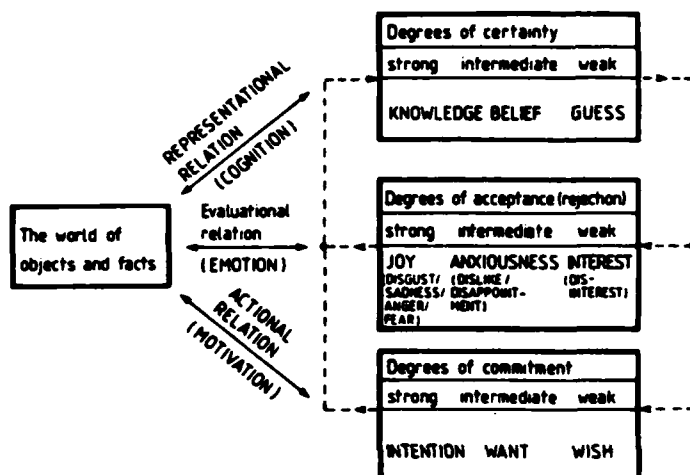 The world of
objects and facts
REPRESENTATIONAL
RELATION
(COGNITION)
Evaluational
relation
(EMOTION)
ACTIONAL
RELATION
(MOTIVATION)
Degrees of certainty
strong intermediate weak
KNOWLEDGE BELIEF GUESS
Degrees of acceptance (rejection)
strong intermediate weak
JOY ANXIOUSNESS INTEREST
(DISGUST/ (DISLIKE/ (DIS-
SADNESS/ DISAPPOINT- INTEREST)
ANGER/ MENT)
FEAR)
Degrees of commitment
strong intermediate weak
INTENTION WANT WISH